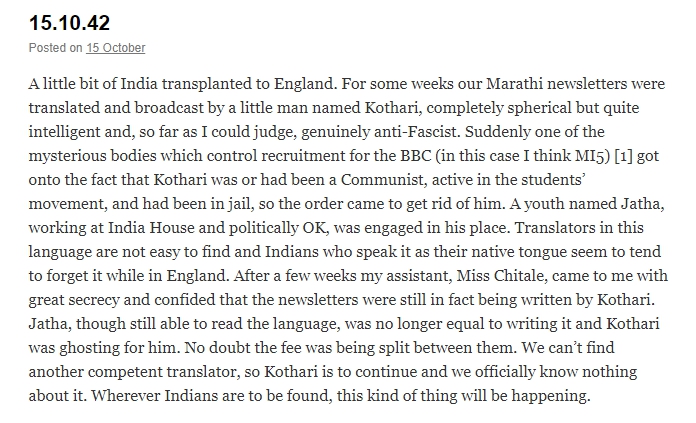 15.10.42
Posted on 15 October
A little bit of India transplanted to England. For some weeks our Marathi newsletters were
translated and broadcast by a little man named Kothari, completely spherical but quite
intelligent and, so far as I could judge, genuinely anti-Fascist. Suddenly one of the
mysterious bodies which control recruitment for the BBC (in this case I think MI5) [1] got
onto the fact that Kothari was or had been a Communist, active in the students’
movement, and had been in jail, so the order came to get rid of him. A youth named Jatha,
working at India House and politically OK, was engaged in his place. Translators in this
language are not easy to find and Indians who speak it as their native tongue seem to tend
to forget it while in England. After a few weeks my assistant, Miss Chitale, came to me with
great secrecy and confided that the newsletters were still in fact being written by Kothari.
Jatha, though still able to read the language, was no longer equal to writing it and Kothari
was ghosting for him. No doubt the fee was being split between them. We can’t find
another competent translator, so Kothari is to continue and we officially know nothing
about it. Wherever Indians are to be found, this kind of thing will be happening.